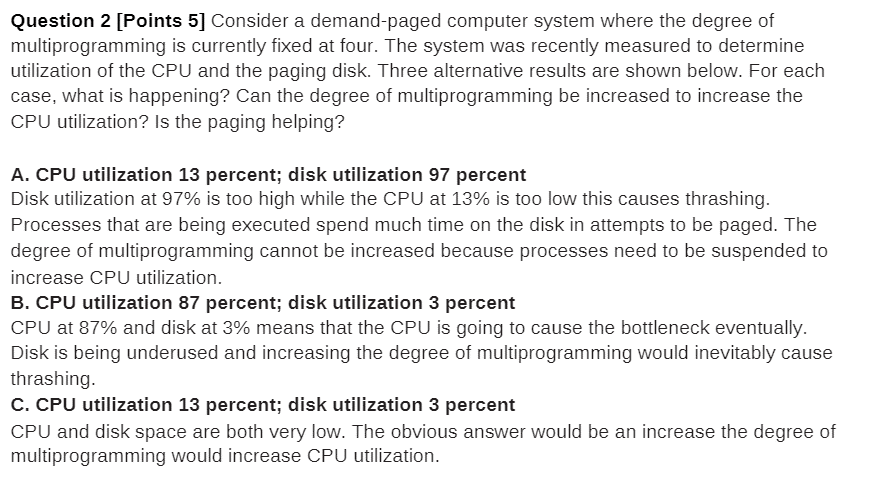 Question 2 [Points 5] Consider a demand-paged computer system where the degree of
multiprogramming is currently fixed at four. The system was recently measured to determine
utilization of the CPU and the paging disk. Three alternative results are shown below. For each
case, what is happening? Can the degree of multiprogramming be increased to increase the
CPU utilization? Is the paging helping?
A. CPU utilization 13 percent; disk utilization 97 percent
Disk utilization at 97% is too high while the CPU at 13% is too low this causes thrashing.
Processes that are being executed spend much time on the disk in attempts to be paged. The
degree of multiprogramming cannot be increased because processes need to be suspended to
increase CPU utilization.
B. CPU utilization 87 percent; disk utilization 3 percent
CPU at 87% and disk at 3% means that the CPU is going to cause the bottleneck eventually.
Disk is being underused and increasing the degree of multiprogramming would inevitably cause
thrashing.
C. CPU utilization 13 percent; disk utilization 3 percent
CPU and disk space are both very low. The obvious answer would be an increase the degree of
multiprogramming would increase CPU utilization.